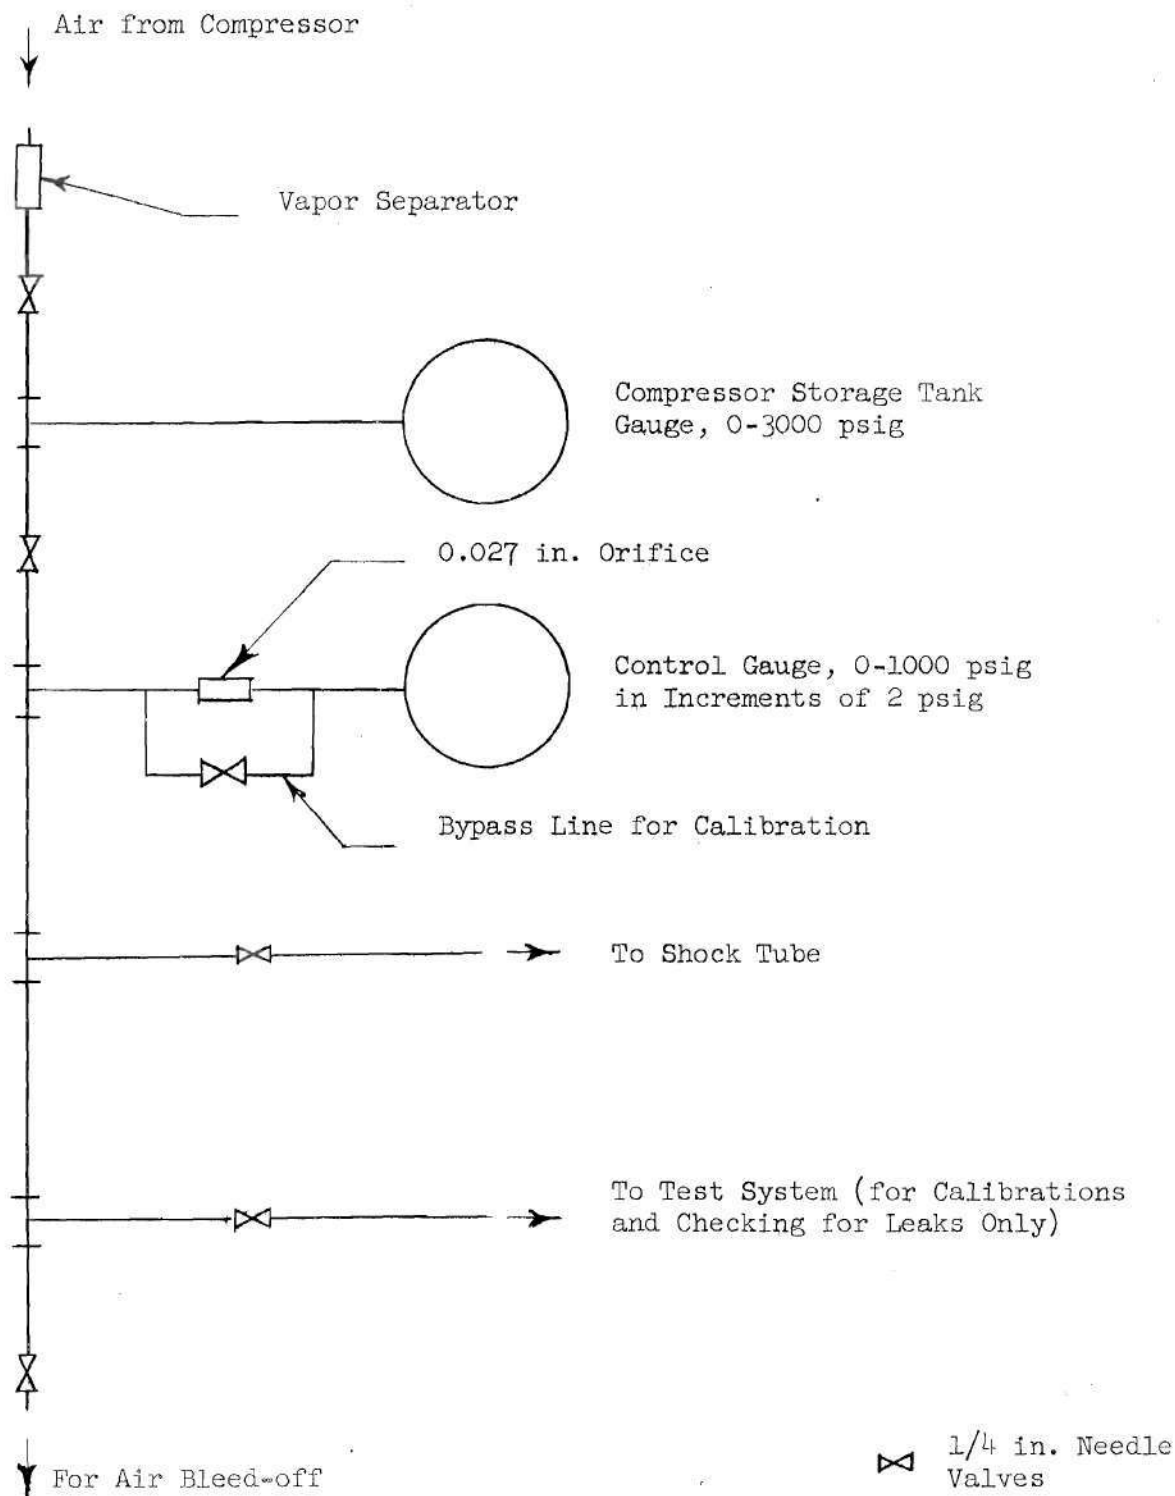 Air from Compressor
Vapor Separator
Compressor Storage Tank
Gauge, 0-3000 psig
0.027 in. Orifice
Control Gauge, 0-1000 psig
in Increments of 2 psig
Bypass Line for Calibration
To Shock Tube
To Test System (for Calibrations
and Checking for Leaks Only)
1/4 in. Needle
Valves
For Air Bleed-off